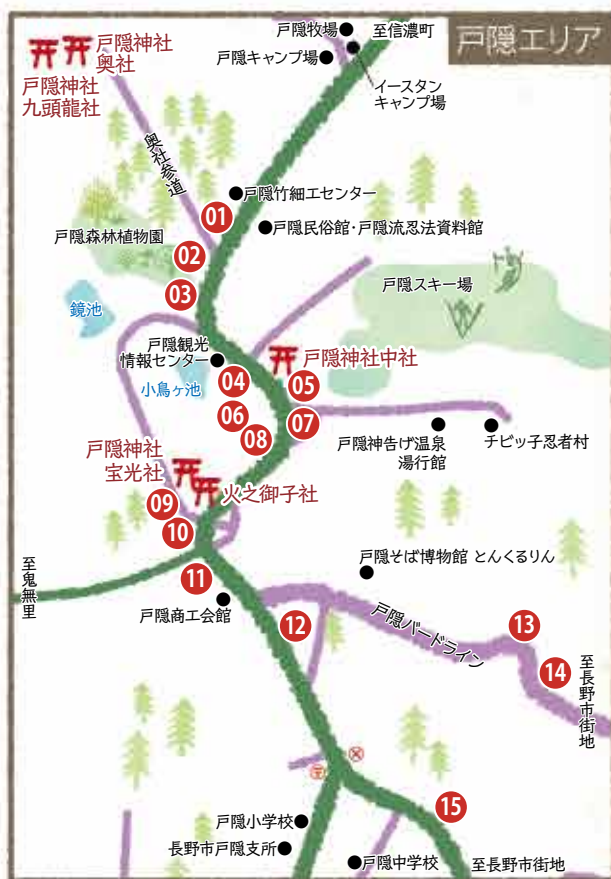 戸隠エリア
戸隠牧場
至信濃町
戸隠キャンプ場
イースタン
キャンプ場
戸隠神社
奥社
戸隠神社
九頭龍社
奥社参道
戸隠竹細工センター
01
戸隠民俗館・戸隠流忍法資料館
戸隠森林植物園
02
03
戸隠スキー場
鏡池
戸隠観光
情報センター
小鳥ヶ池
戸隠神社中社
04
05
06
07
08
戸隠神告げ温泉
湯行館
チビッ子忍者村
戸隠神社
宝光社
火之御子社
09
10
至鬼無里
11
戸隠商工会館
戸隠そば博物館 とんくるりん
12
戸隠バードライン
13
14
至長野市街地
15
戸隠小学校
長野市戸隠支所
戸隠中学校
至長野市街地